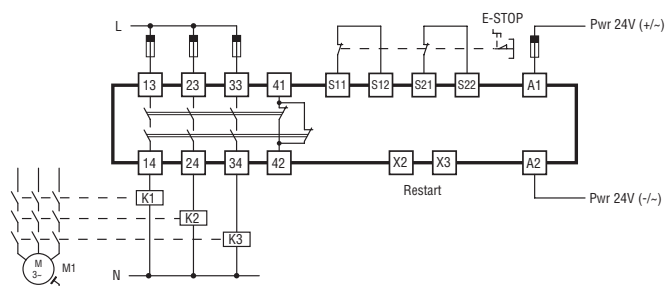 E-STOP
L
Pwr 24V (+/~)
13 23 33 41 S11 S12 S21 S22 A1
14 24 34 42 X2 X3 A2
Restart
K1
Pwr 24V (-/~)
K2
K3
M
3~
M1
N